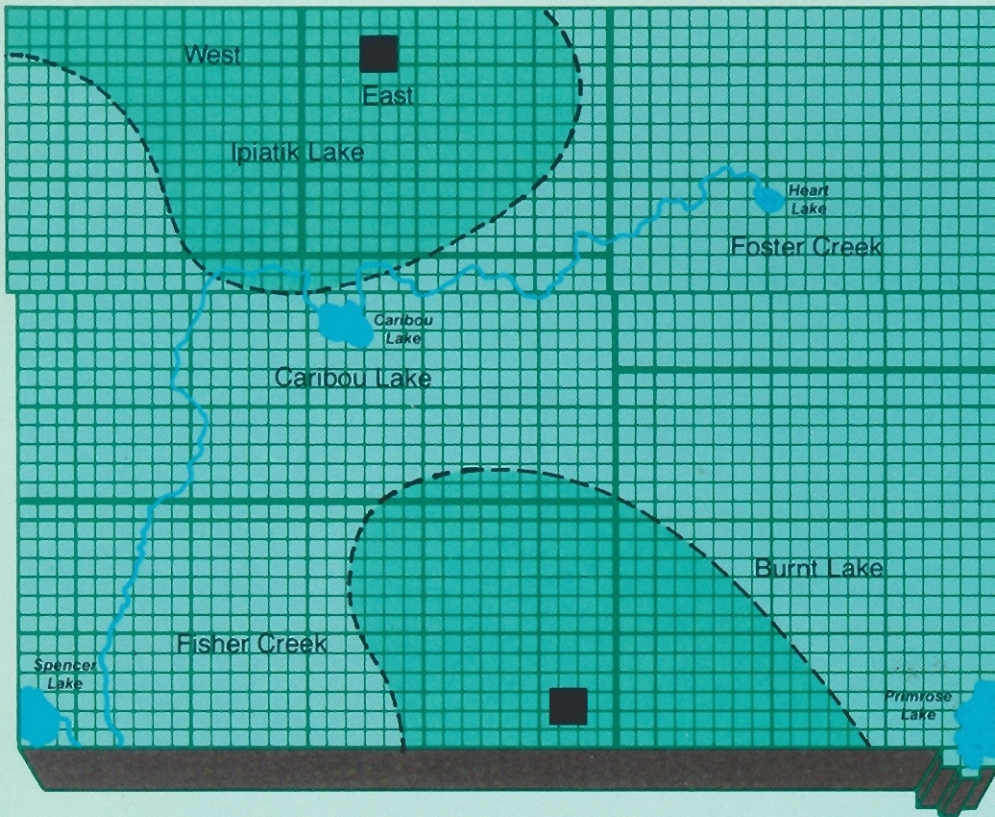 West
East
Ipiatik Lake
Heart
Lake
Foster Creek
Caribou
Lake
Caribou Lake
Burnt Lake
Fisher Creek
Spencer
Lake
Primrose
Lake